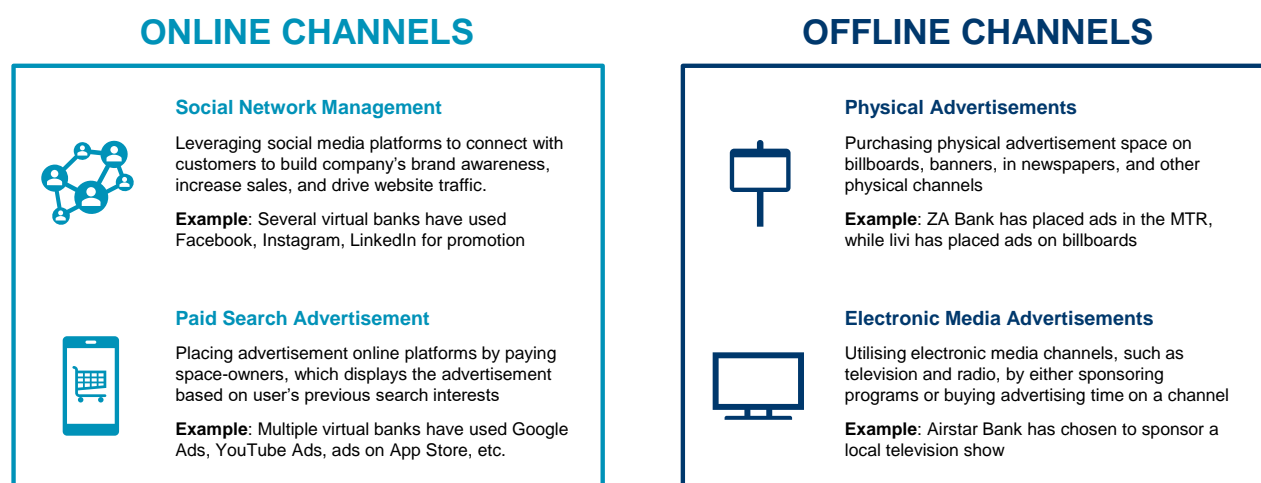 ONLINE CHANNELS
Social Network Management
Leveraging social media platforms to connect with
customers to build company's brand awareness,
increase sales, and drive website traffic.
Example: Several virtual banks have used
Facebook, Instagram, LinkedIn for promotion
Paid Search Advertisement
Placing advertisement online platforms by paying
space-owners, which displays the advertisement
based on user's previous search interests
Example: Multiple virtual banks have used Google
Ads, YouTube Ads, ads on App Store, etc.
OFFLINE CHANNELS
Physical Advertisements
Purchasing physical advertisement space on
billboards, banners, in newspapers, and other
physical channels
Example: ZA Bank has placed ads in the MTR,
while livi has placed ads on billboards
Electronic Media Advertisements
Utilising electronic media channels, such as
television and radio, by either sponsoring
programs or buying advertising time on a channel
Example: Airstar Bank has chosen to sponsor a
local television show